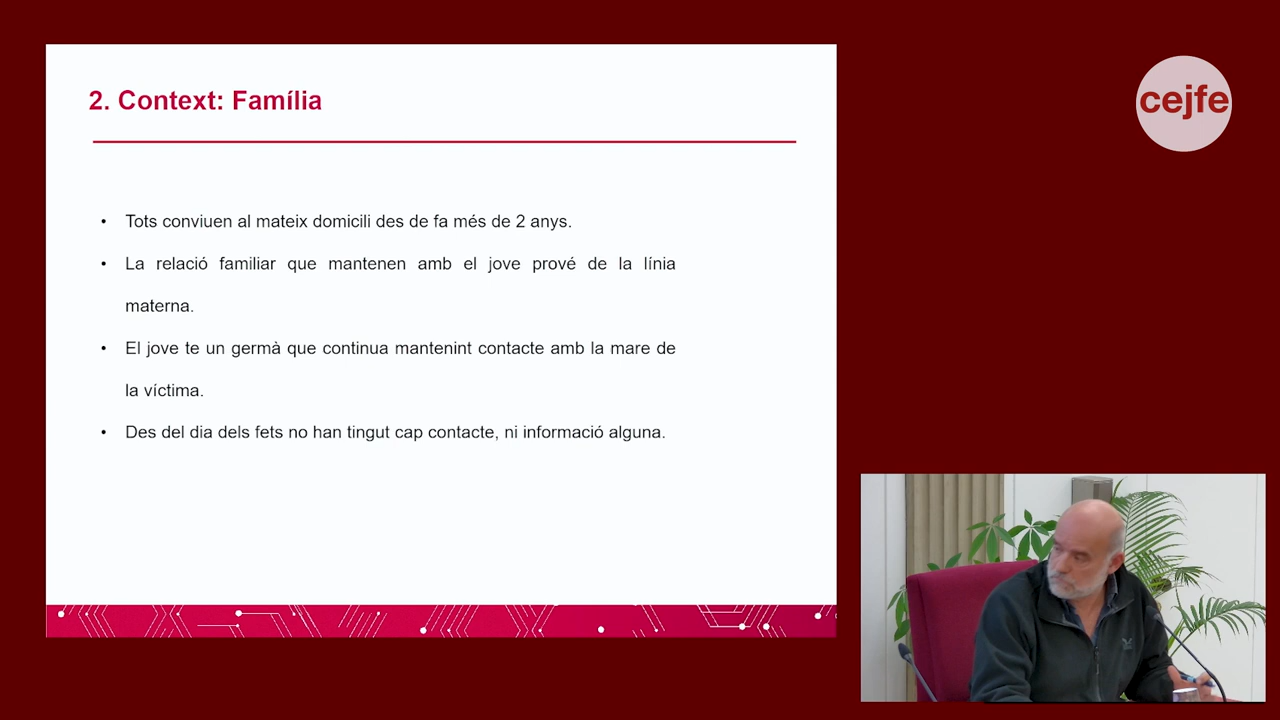 2. Context: Família
cejfe
• Tots conviuen al mateix domicili des de fa més de 2 anys.
• La relació familiar que mantenen amb el jove prové de la línia
materna.
• El jove te un germà que continua mantenint contacte amb la mare de
la víctima.
• Des del dia dels fets no han tingut cap contacte, ni informació alguna.